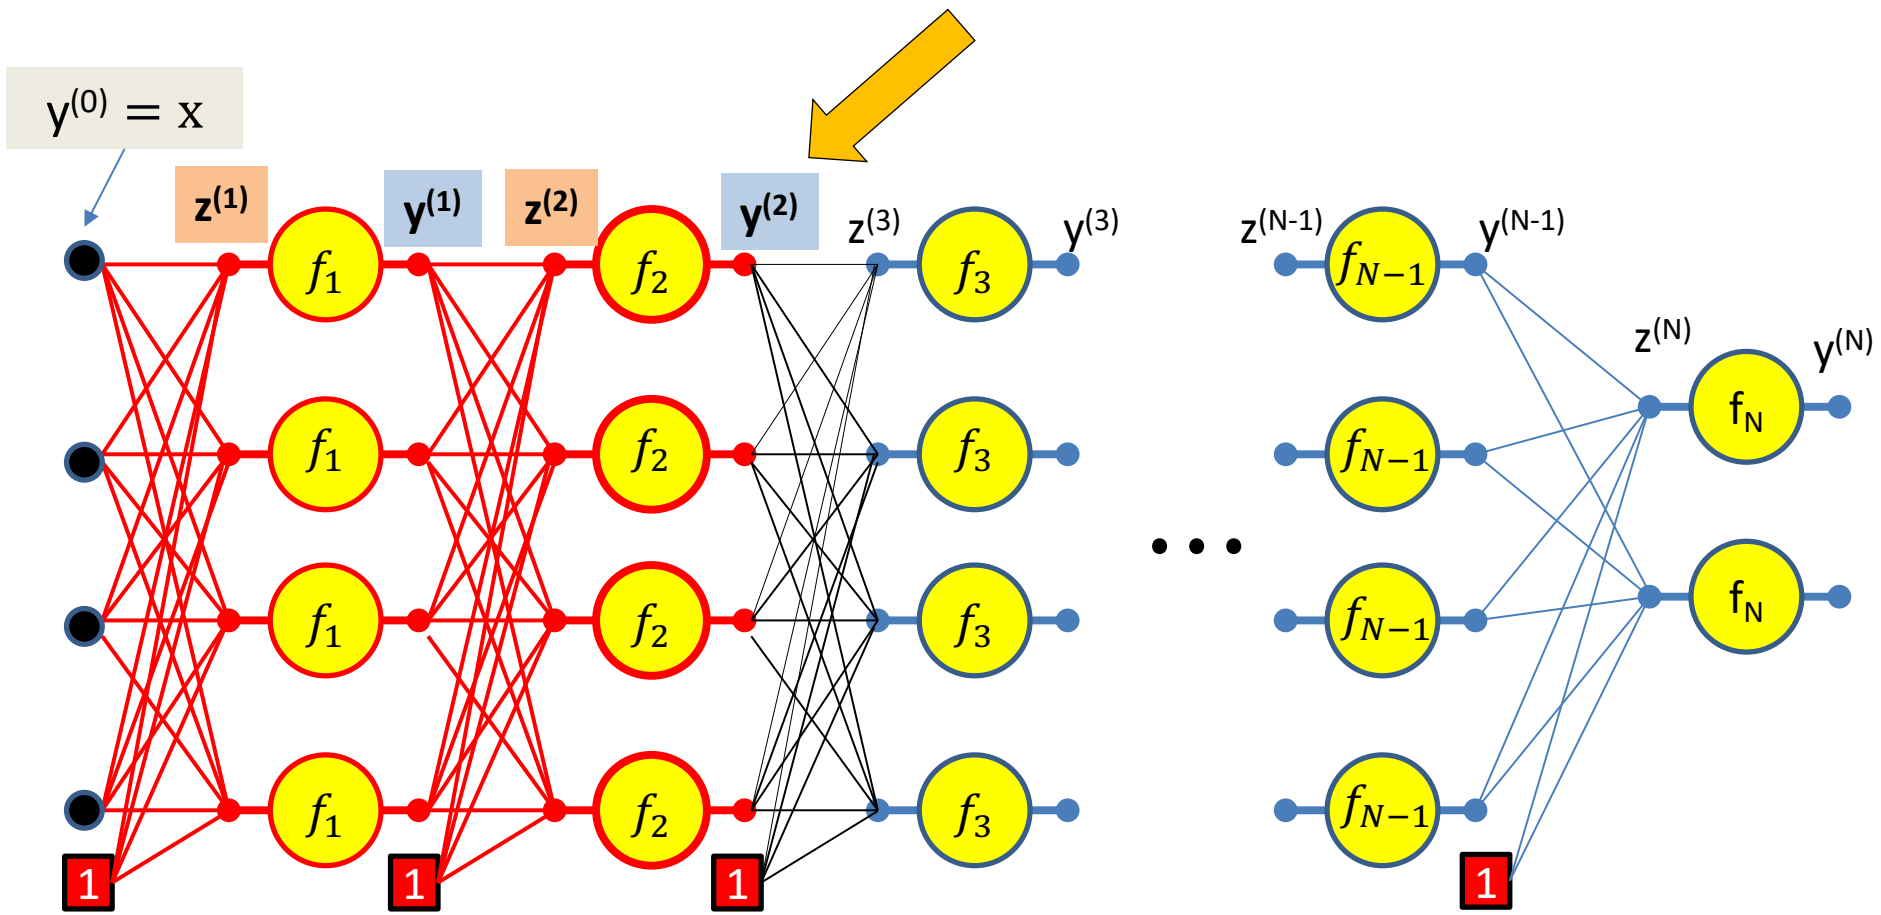 y(0) = x
z(1) y(1) z(2) y(2) z(3) y(3) z(N-1) y(N-1)
f1 f2 f3 fN−1
z(N) y(N)
fN
f1 f2 f3 fN−1
fN
f1 f2 f3 fN−1
f1 f2 f3 fN−1
1 1 1 1